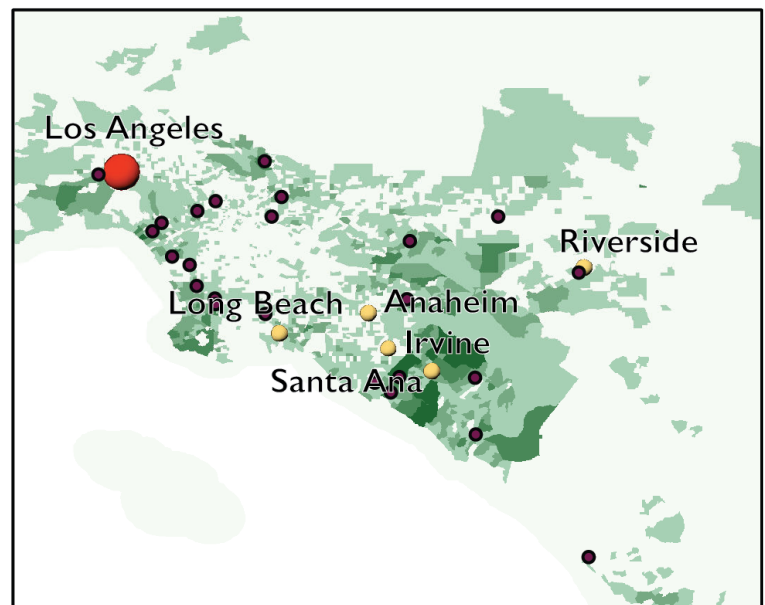 Los Angeles
Riverside
Long Beach
Anaheim
Irvine
Santa Ana